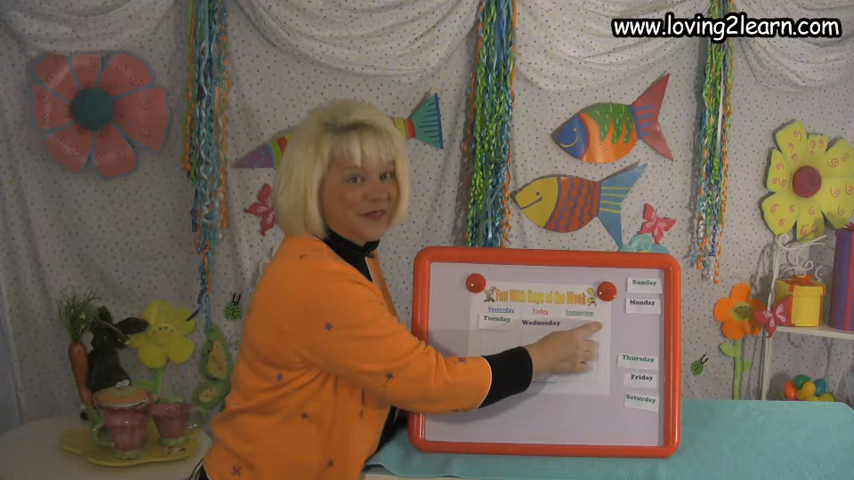 www.loving2learn.com
Fun With Days of the Week
Yesterday Today Tomorrow
Tuesday Wednesday
Sunday
Monday
Thursday
Friday
Saturday